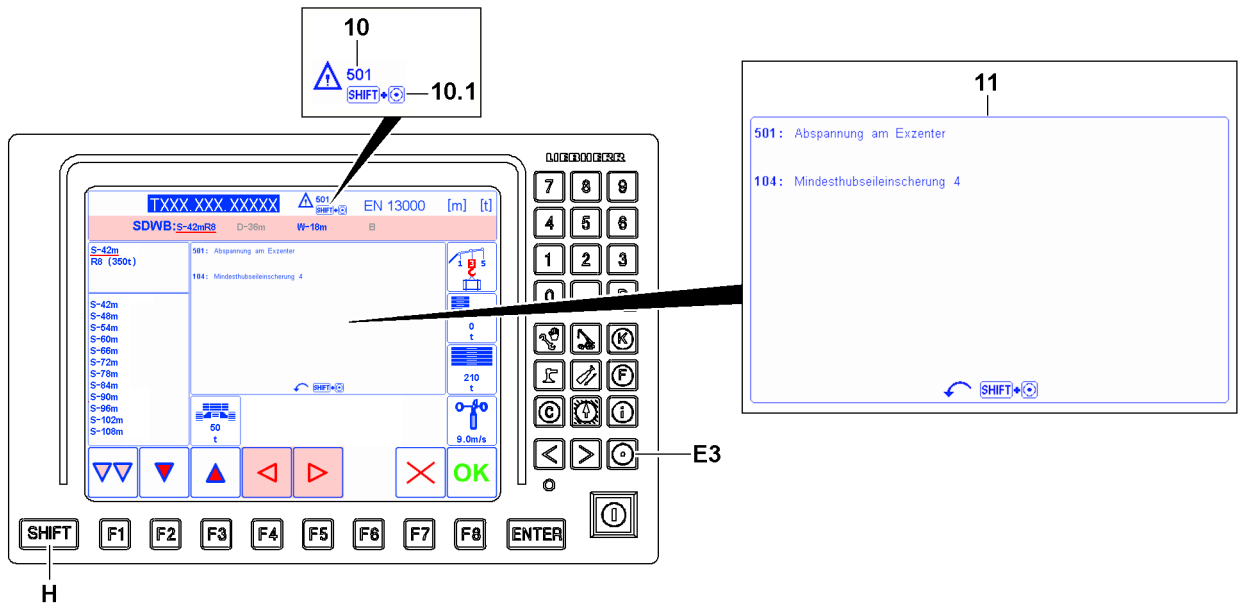 10
501
SHIFT+
10.1
11
501: Abspannung am Exzenter
104: Mindesthubseileinscherung 4
SHIFT+
LIEBHERR
TXXX.XXX.XXXXX
501
SHIFT+
EN 13000 [m] [t]
SDWB: S-42mR8 D-36m W-18m B
S-42m
R8 (350t)
501: Abspannung am Exzenter
104: Mindesthubseileinscherung 4
1 3 5
S-42m
S-48m
S-54m
S-60m
S-66m
S-72m
S-78m
S-84m
S-90m
S-96m
S-102m
S-108m
0
t
210
t
SHIFT+
50
t
9.0m/s
OK
7 8 9
4 5 6
1 2 3
K
F
C i
< >
E3
SHIFT F1 F2 F3 F4 F5 F6 F7 F8 ENTER
H